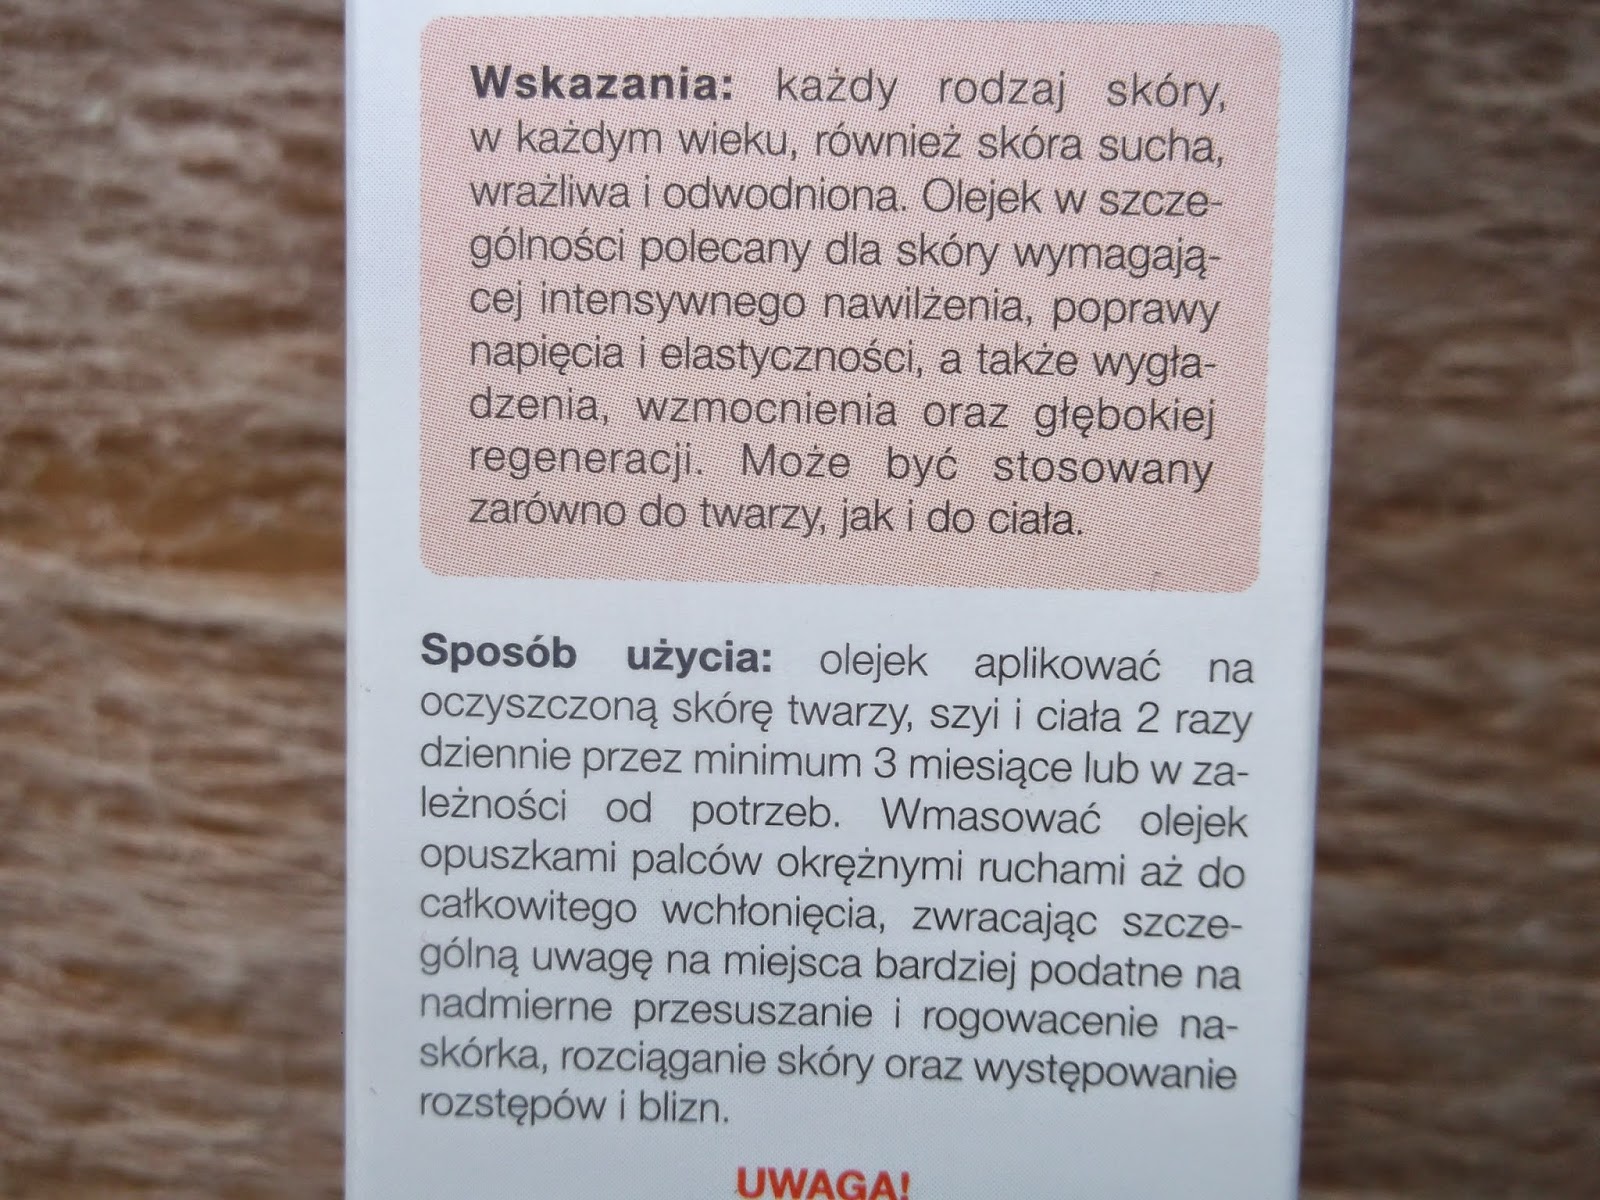 Wskazania: każdy rodzaj skóry,
w każdym wieku, również skóra sucha,
wrażliwa i odwodniona. Olejek w szcze-
gólności polecany dla skóry wymagają-
cej intensywnego nawilżenia, poprawy
napięcia i elastyczności, a także wygła-
dzenia, wzmocnienia oraz głębokiej
regeneracji. Może być stosowany
zarówno do twarzy, jak i do ciała.
Sposób użycia: olejek aplikować na
oczyszczoną skórę twarzy, szyi i ciała 2 razy
dziennie przez minimum 3 miesiące lub w za-
leżności od potrzeb. Wmasować olejek
opuszkami palców okrężnymi ruchami aż do
całkowitego wchłonięcia, zwracając szcze-
gólną uwagę na miejsca bardziej podatne na
nadmierne przesuszanie i rogowacenie na-
skórka, rozciąganie skóry oraz występowanie
rozstępów i blizn.
UWAGA!